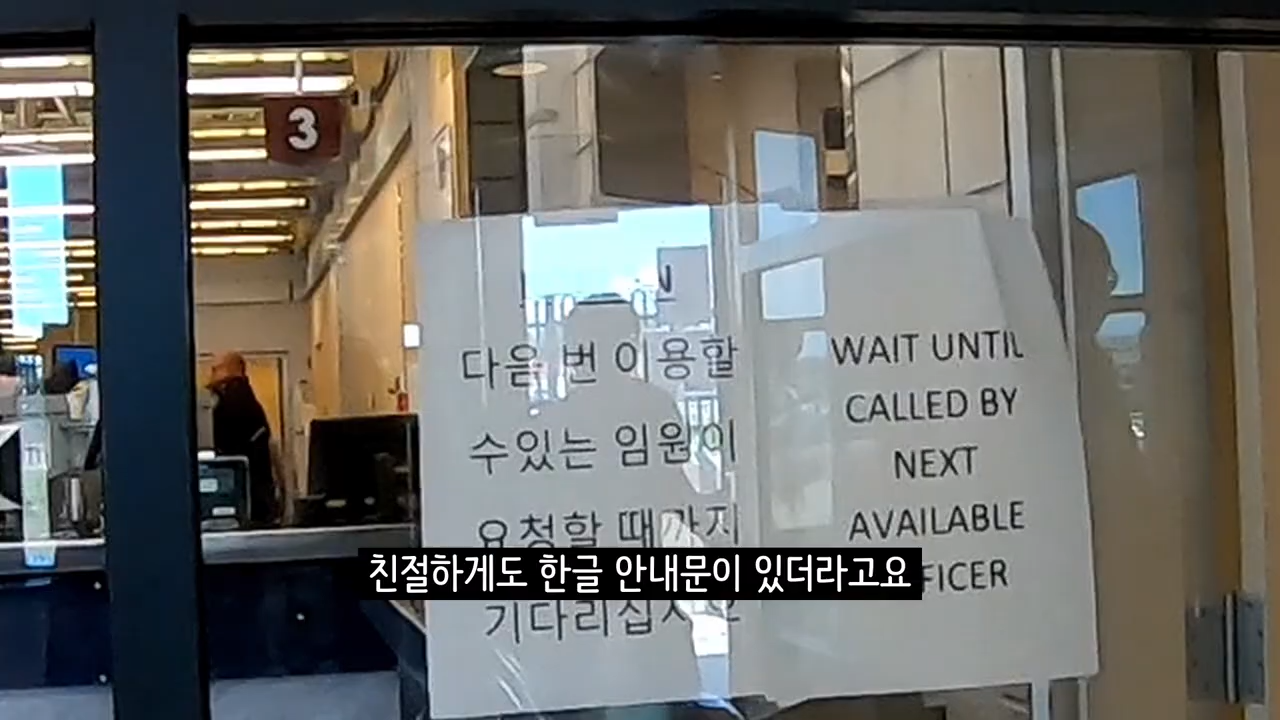 3
다음 번 이용할
수있는 임원이
요청할 때까지
기다리십시오
WAIT UNTIL
CALLED BY
NEXT
AVAILABLE
친절하게도 한글 안내문이 있더라고요